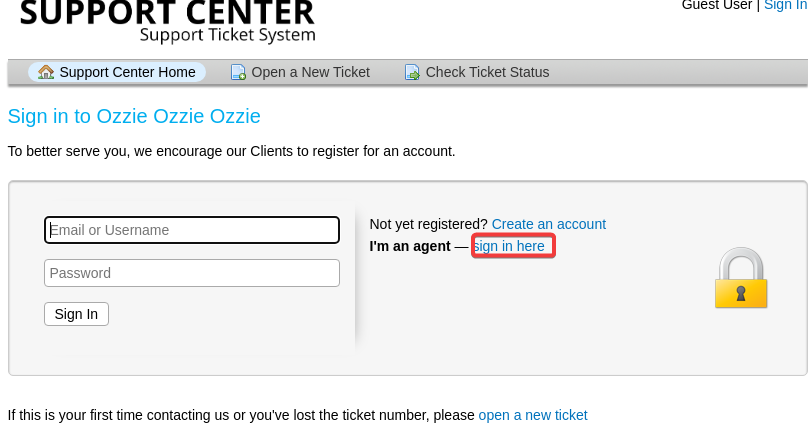 SUPPORT CENTER
Guest User | Sign In
Support Ticket System
Support Center Home Open a New Ticket Check Ticket Status
Sign in to Ozzie Ozzie Ozzie
To better serve you, we encourage our Clients to register for an account.
Email or Username
Not yet registered? Create an account
I'm an agent — sign in here
Password
Sign In
If this is your first time contacting us or you've lost the ticket number, please open a new ticket